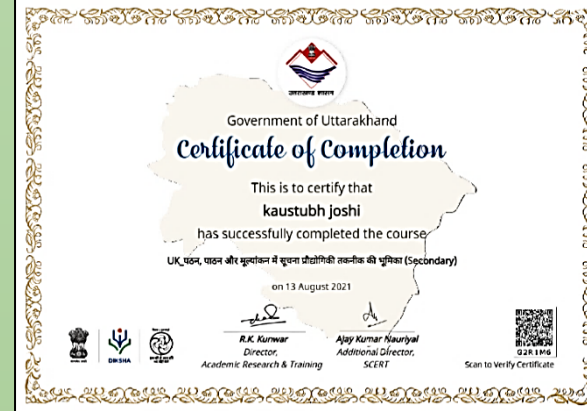 उत्तराखण्ड शासन
Government of Uttarakhand
Certificate of Completion
This is to certify that
kaustubh joshi
has successfully completed the course
UK_पठन, पाठन और मूल्यांकन में सूचना प्रौद्योगिकी तकनीक की भूमिका (Secondary)
on 13 August 2021
DIKSHA
R.K. Kunwar
Director,
Academic Research & Training
Ajay Kumar Nauriyal
Additional Director,
SCERT
G2R1M6
Scan to Verify Certificate